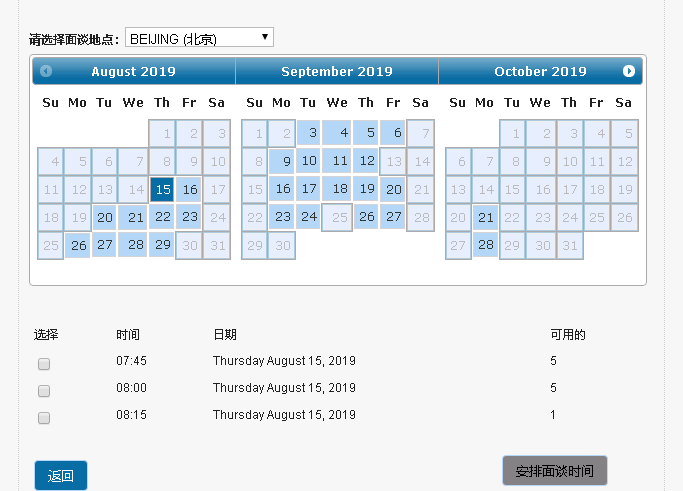 请选择面谈地点： BEIJING (北京)
August 2019 September 2019 October 2019
Su Mo Tu We Th Fr Sa Su Mo Tu We Th Fr Sa Su Mo Tu We Th Fr Sa
1 2 3 1 2 3 4 5 6 7 1 2 3 4 5
4 5 6 7 8 9 10 8 9 10 11 12 13 14 6 7 8 9 10 11 12
11 12 13 14 15 16 17 15 16 17 18 19 20 21 13 14 15 16 17 18 19
18 19 20 21 22 23 24 22 23 24 25 26 27 28 20 21 22 23 24 25 26
25 26 27 28 29 30 31 29 30 27 28 29 30 31
选择 时间 日期 可用的
07:45 Thursday August 15, 2019 5
08:00 Thursday August 15, 2019 5
08:15 Thursday August 15, 2019 1
返回 安排面谈时间